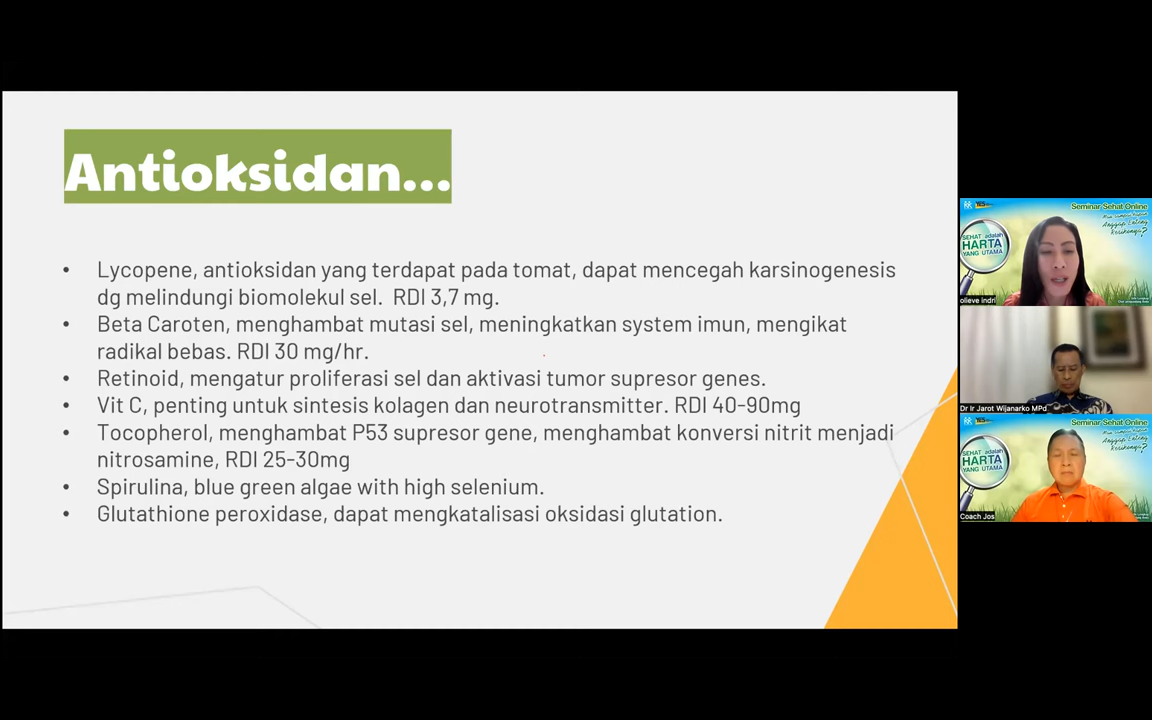 Antioksidan...
• Lycopene, antioksidan yang terdapat pada tomat, dapat mencegah karsinogenesis
dg melindungi biomolekul sel. RDI 3,7 mg.
• Beta Caroten, menghambat mutasi sel, meningkatkan system imun, mengikat
radikal bebas. RDI 30 mg/hr.
• Retinoid, mengatur proliferasi sel dan aktivasi tumor supresor genes.
• Vit C, penting untuk sintesis kolagen dan neurotransmitter. RDI 40-90mg
• Tocopherol, menghambat P53 supresor gene, menghambat konversi nitrit menjadi
nitrosamine, RDI 25-30mg
• Spirulina, blue green algae with high selenium.
• Glutathione peroxidase, dapat mengkatalisasi oksidasi glutation.
Seminar Sehat Online
Anggap Enteng
SEHAT adalah
HARTA
YANG UTAMA
olieve indri
Dr Ir Jarot Wijanarko MPd
Seminar Sehat Online
Anggap Enteng
SEHAT adalah
HARTA
YANG UTAMA
Coach Jos